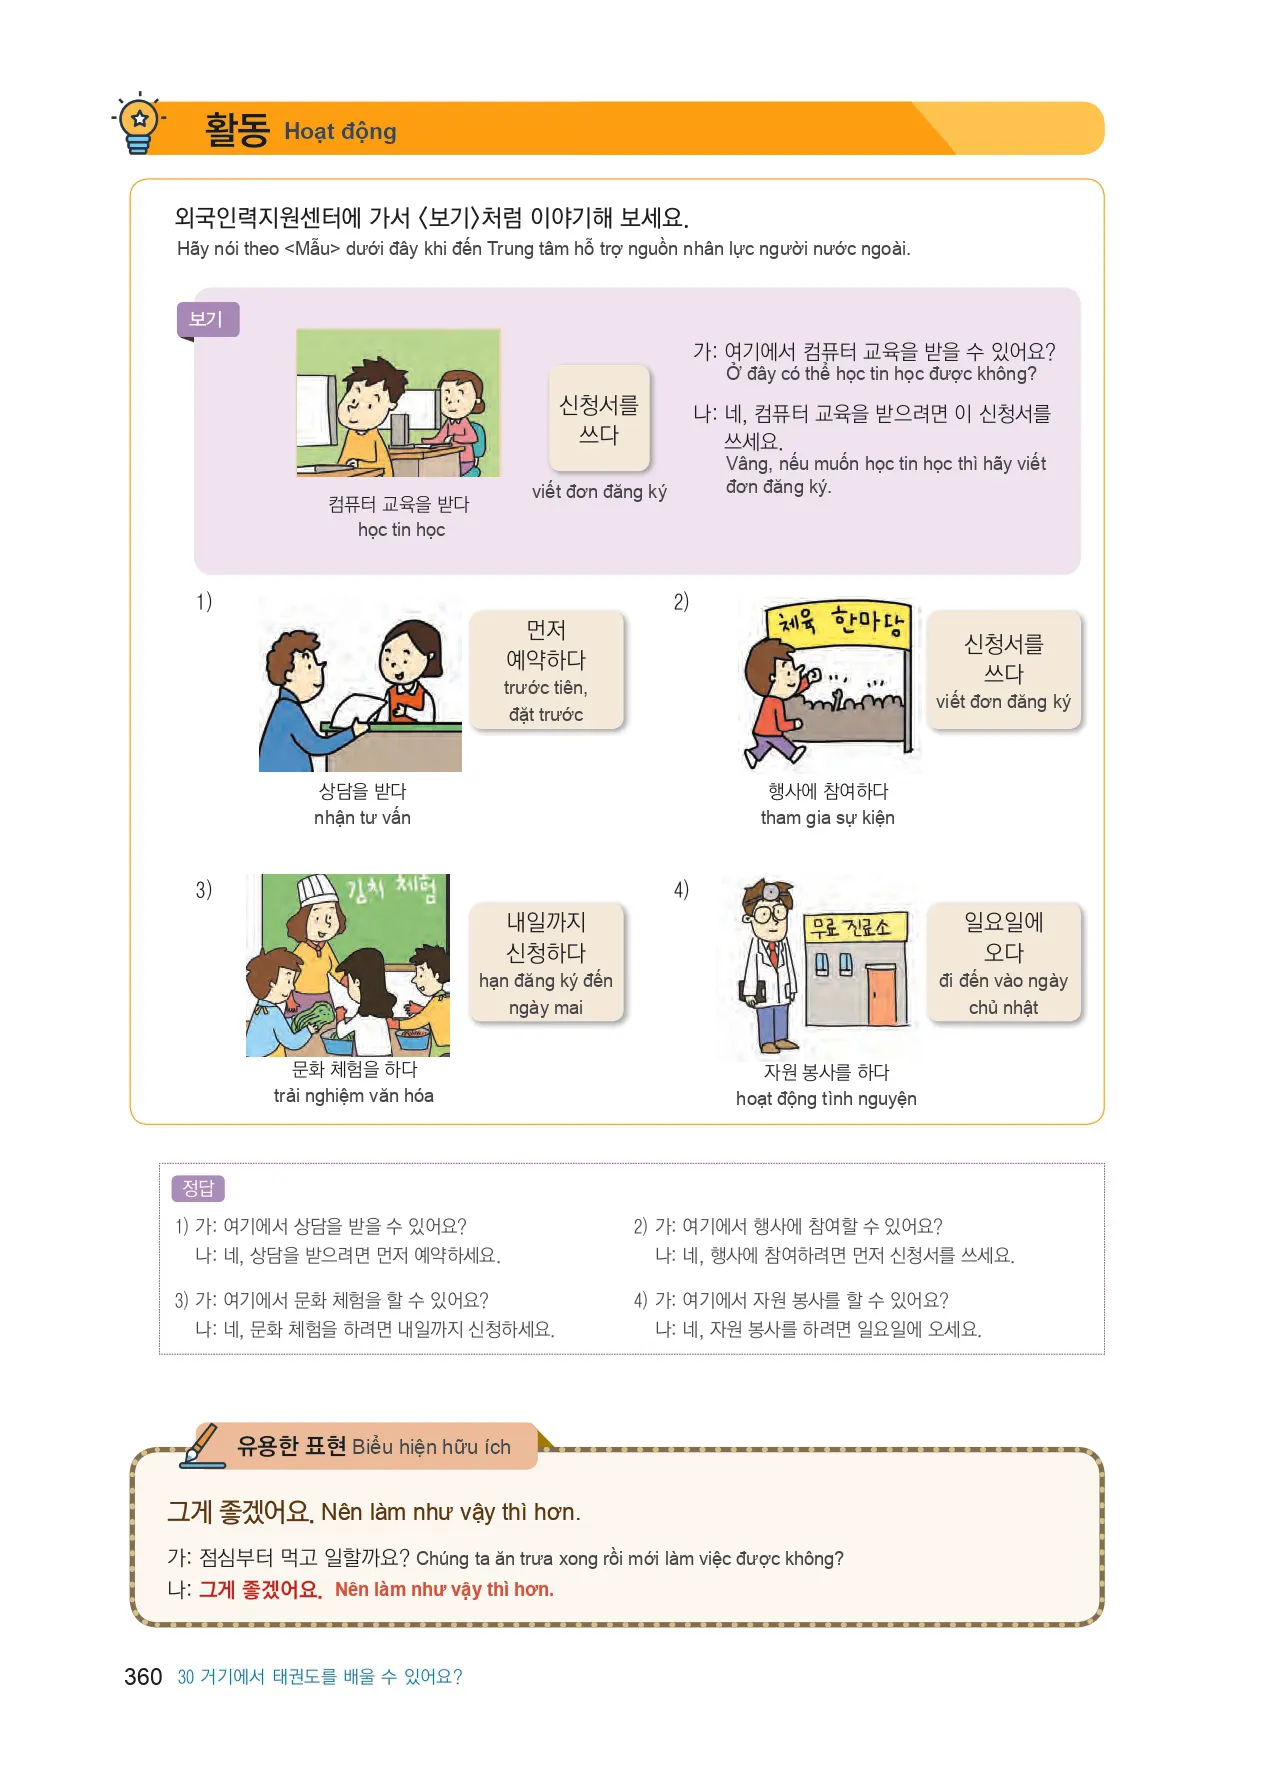 활동 Hoạt động
외국인력지원센터에 가서 〈보기〉처럼 이야기해 보세요.
Hãy nói theo <Mẫu> dưới đây khi đến Trung tâm hỗ trợ nguồn nhân lực người nước ngoài.
보기
컴퓨터 교육을 받다
học tin học
신청서를
쓰다
viết đơn đăng ký
가: 여기에서 컴퓨터 교육을 받을 수 있어요?
Ở đây có thể học tin học được không?
나: 네, 컴퓨터 교육을 받으려면 이 신청서를
쓰세요.
Vâng, nếu muốn học tin học thì hãy viết
đơn đăng ký.
1)
먼저
예약하다
trước tiên,
đặt trước
상담을 받다
nhận tư vấn
2)
체육 한마당
신청서를
쓰다
viết đơn đăng ký
행사에 참여하다
tham gia sự kiện
3)
김치 체험
내일까지
신청하다
hạn đăng ký đến
ngày mai
문화 체험을 하다
trải nghiệm văn hóa
4)
무료 진료소
일요일에
오다
đi đến vào ngày
chủ nhật
자원 봉사를 하다
hoạt động tình nguyện
정답
1) 가: 여기에서 상담을 받을 수 있어요?
나: 네, 상담을 받으려면 먼저 예약하세요.
2) 가: 여기에서 행사에 참여할 수 있어요?
나: 네, 행사에 참여하려면 먼저 신청서를 쓰세요.
3) 가: 여기에서 문화 체험을 할 수 있어요?
나: 네, 문화 체험을 하려면 내일까지 신청하세요.
4) 가: 여기에서 자원 봉사를 할 수 있어요?
나: 네, 자원 봉사를 하려면 일요일에 오세요.
유용한 표현 Biểu hiện hữu ích
그게 좋겠어요. Nên làm như vậy thì hơn.
가: 점심부터 먹고 일할까요? Chúng ta ăn trưa xong rồi mới làm việc được không?
나: 그게 좋겠어요. Nên làm như vậy thì hơn.
360 30 거기에서 태권도를 배울 수 있어요?